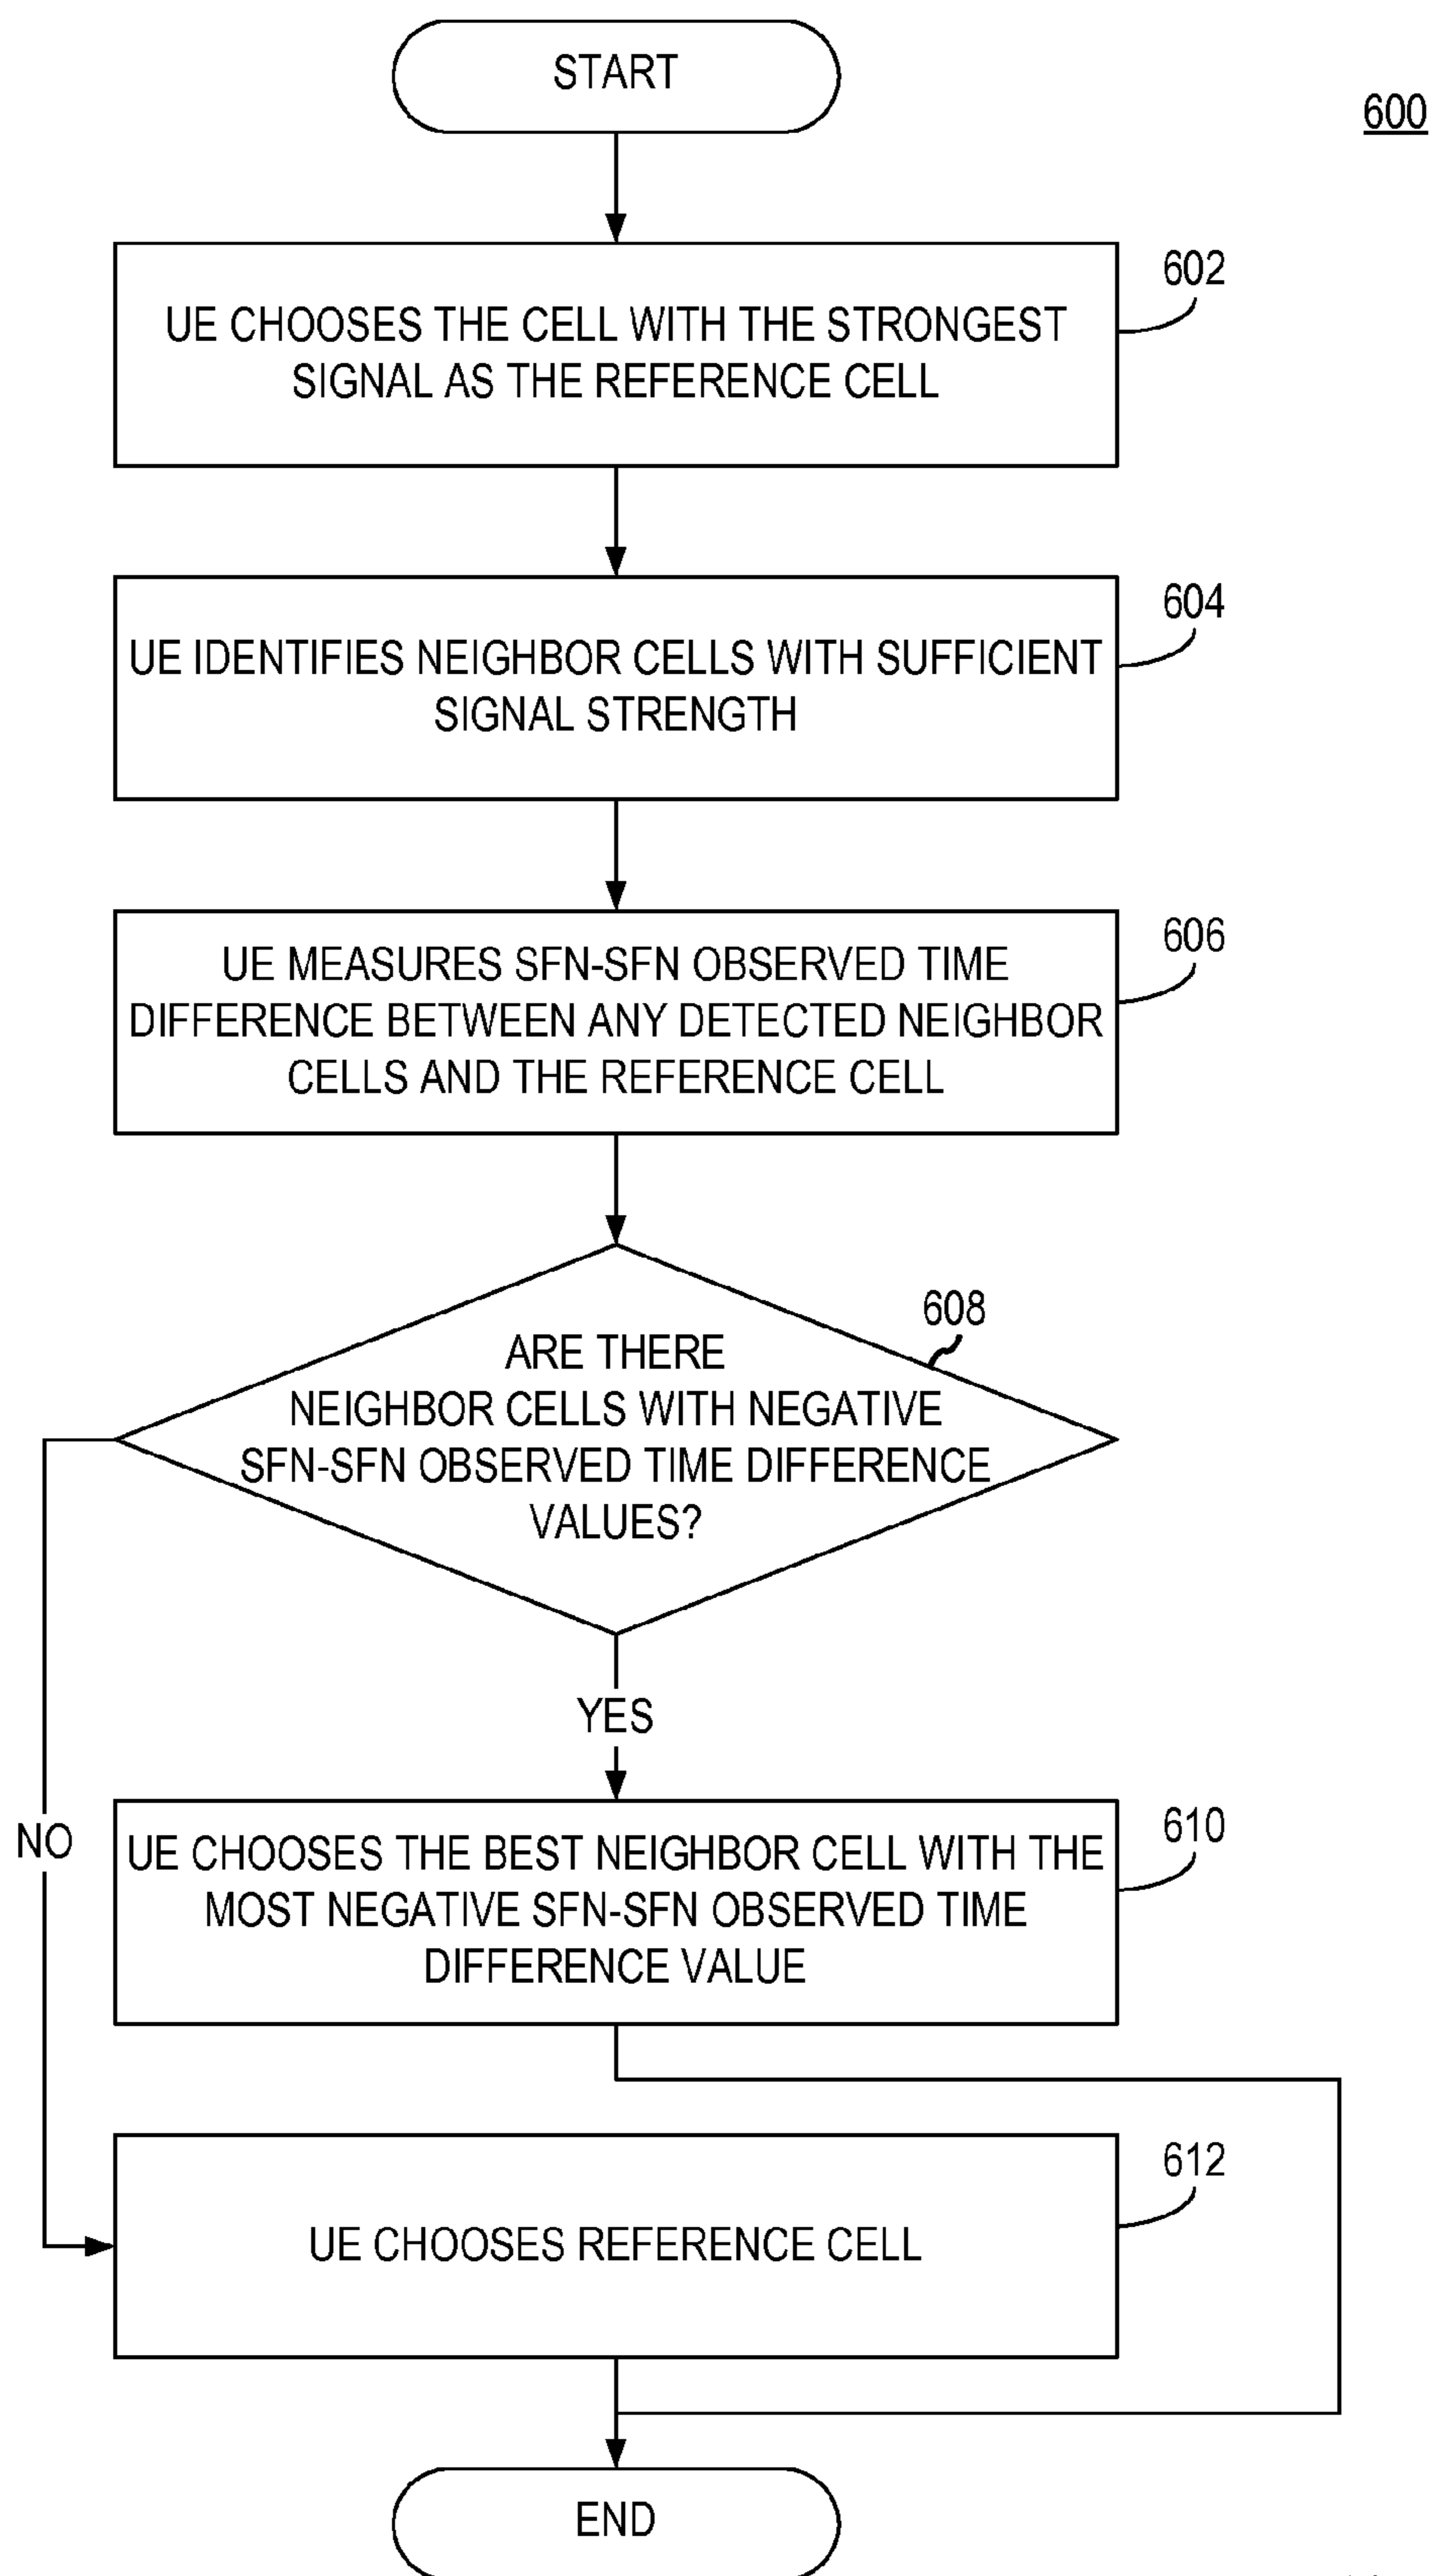 START
600
602
UE CHOOSES THE CELL WITH THE STRONGEST
SIGNAL AS THE REFERENCE CELL
604
UE IDENTIFIES NEIGHBOR CELLS WITH SUFFICIENT
SIGNAL STRENGTH
606
UE MEASURES SFN-SFN OBSERVED TIME
DIFFERENCE BETWEEN ANY DETECTED NEIGHBOR
CELLS AND THE REFERENCE CELL
608
ARE THERE
NEIGHBOR CELLS WITH NEGATIVE
SFN-SFN OBSERVED TIME DIFFERENCE
VALUES?
YES
NO
610
UE CHOOSES THE BEST NEIGHBOR CELL WITH THE
MOST NEGATIVE SFN-SFN OBSERVED TIME
DIFFERENCE VALUE
612
UE CHOOSES REFERENCE CELL
END